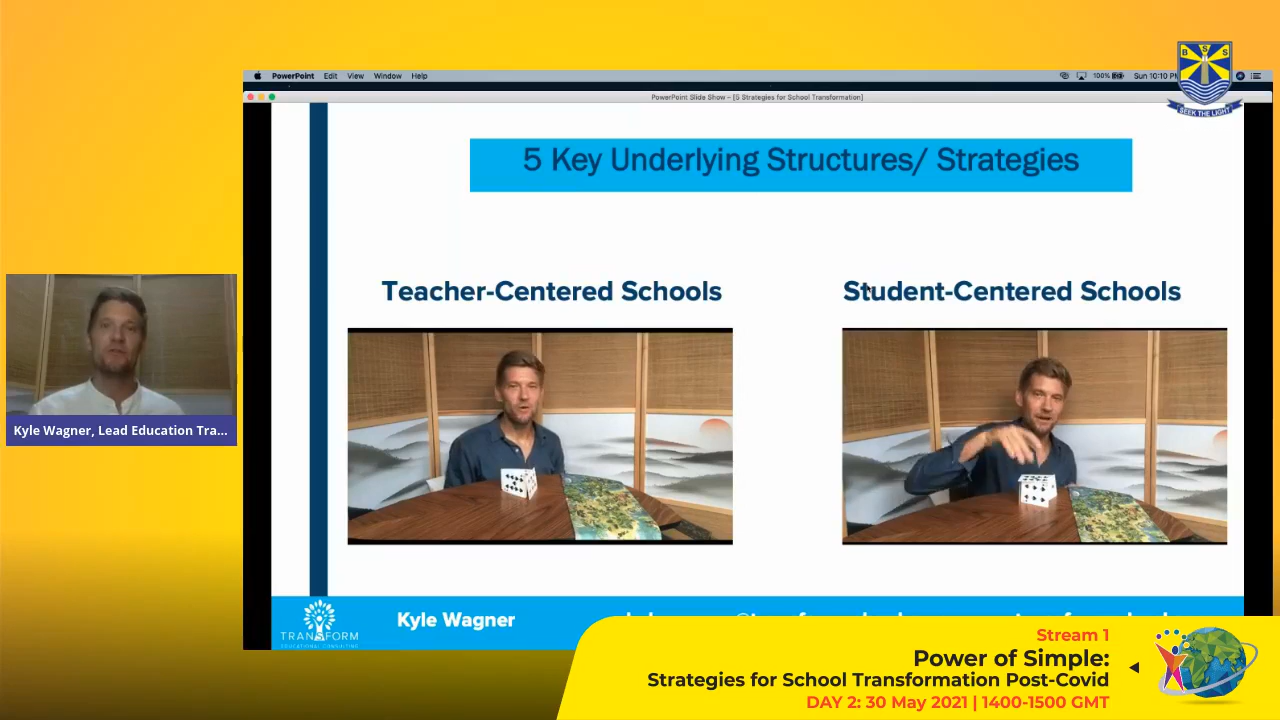 PowerPoint Edit View Window Help
100%
Sun 10:10 P
PowerPoint Slide Show - [5 Strategies for School Transformation]
B S S
SEEK THE LIGHT
5 Key Underlying Structures/ Strategies
Teacher-Centered Schools
Student-Centered Schools
Kyle Wagner, Lead Education Tra...
TRANSFORM
EDUCATIONAL CONSULTING
Kyle Wagner
Stream 1
Power of Simple:
Strategies for School Transformation Post-Covid
DAY 2: 30 May 2021 | 1400-1500 GMT